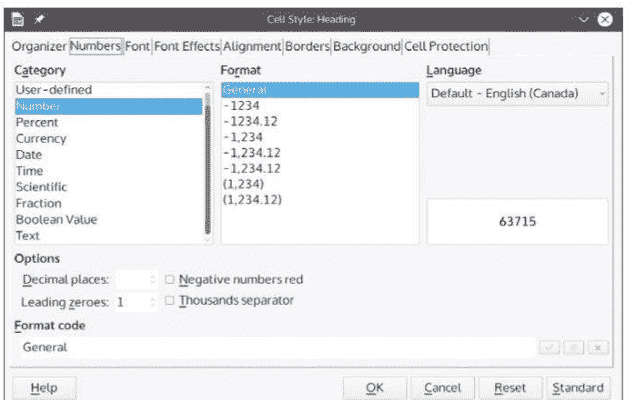 Cell Style: Heading
Organizer Numbers Font Font Effects Alignment Borders Background Cell Protection
Category Format Language
User-defined General Default - English (Canada)
Number -1234
Percent -1234.12
Currency -1,234
Date -1,234.12
Time -1,234.12
Scientific (1,234)
Fraction (1,234.12)
Boolean Value 63715
Text
Options
Decimal places: Negative numbers red
Leading zeroes: 1 Thousands separator
Format code
General
Help OK Cancel Reset Standard